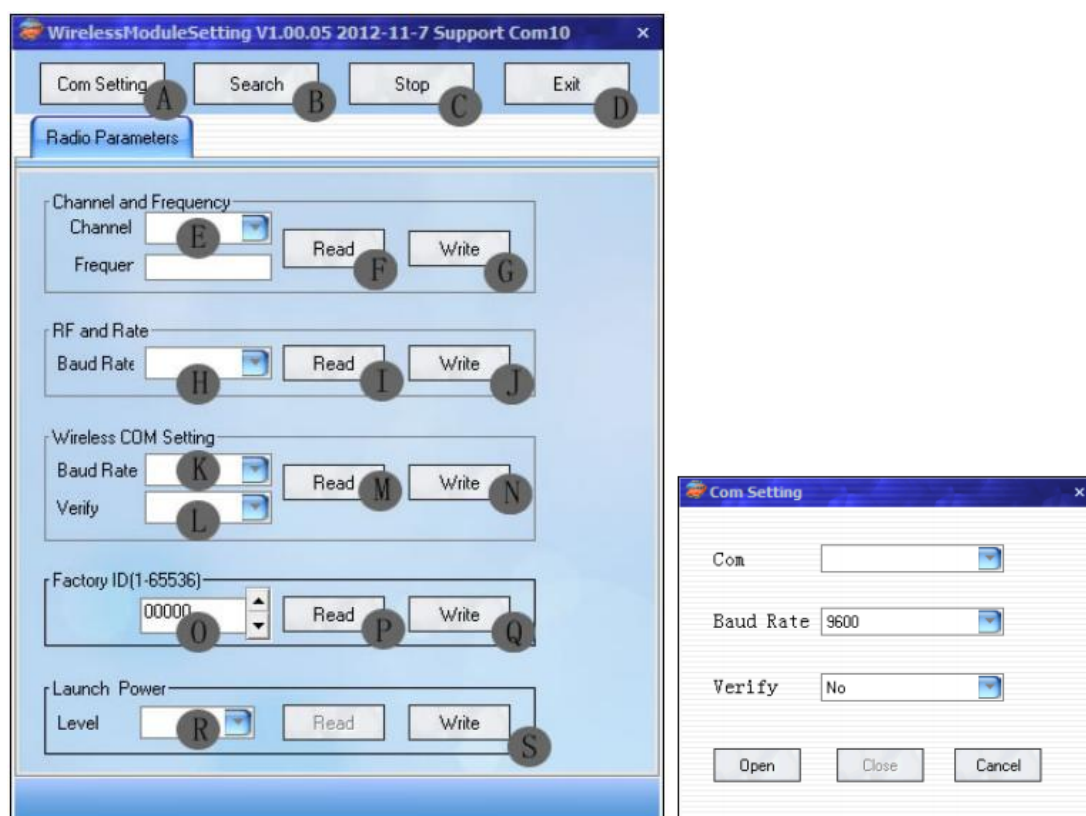 WirelessModuleSetting V1.00.05 2012-11-7 Support Com10 ×
Com Setting A Search B Stop C Exit D
Radio Parameters
Channel and Frequency
Channel E
Read F Write G
Frequer
RF and Rate
Baud Rate H Read I Write J
Wireless COM Setting
Baud Rate K
Read M Write N
Verify L
Factory ID(1-65536)
00000 O Read P Write Q
Launch Power
Level R Read Write S
Com Setting ×
Com
Baud Rate 9600
Verify No
Open Close Cancel